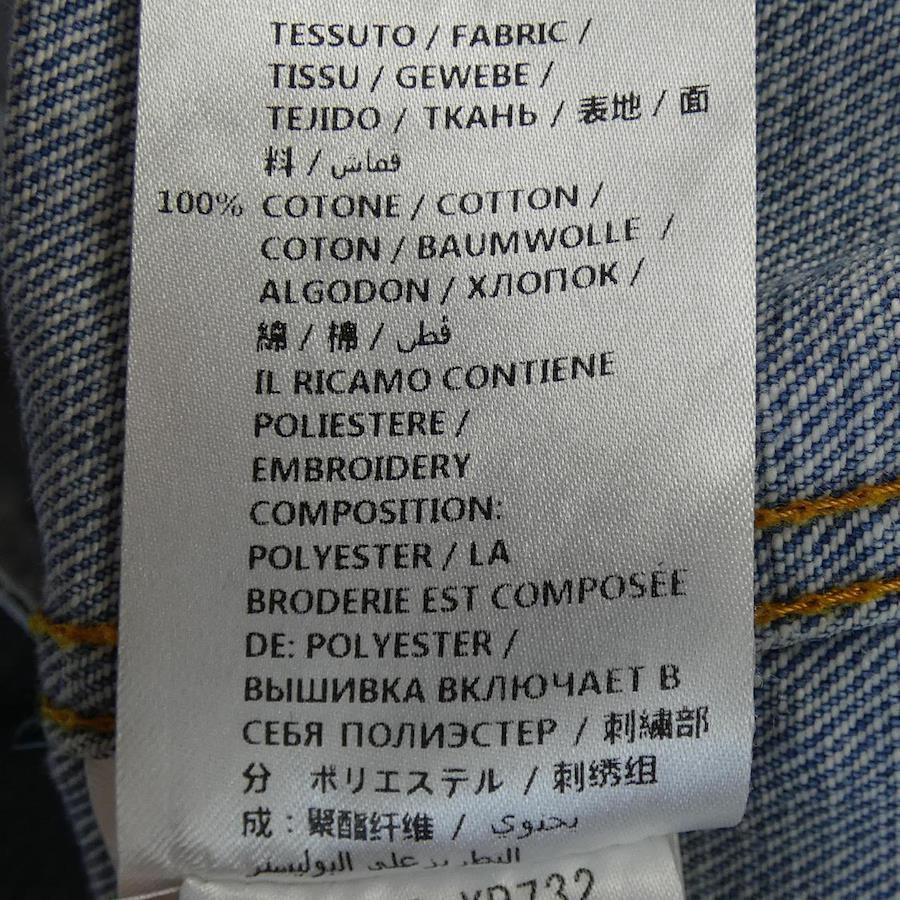 TESSUTO / FABRIC /
TISSU / GEWEBE /
TEJIDO / ТКАНЬ / 表地 / 面
料 / قماش
100% COTONE / COTTON /
COTON / BAUMWOLLE /
ALGODON / ХЛОПОК /
綿 / 棉 / قطن
IL RICAMO CONTIENE
POLIESTERE /
EMBROIDERY
COMPOSITION:
POLYESTER / LA
BRODERIE EST COMPOSÉE
DE: POLYESTER /
ВЫШИВКА ВКЛЮЧАЕТ В
СЕБЯ ПОЛИЭСТЕР / 刺繍部
分 ポリエステル / 刺绣组
成：聚酯纤维 / يحتوي
التطريز على البوليستر